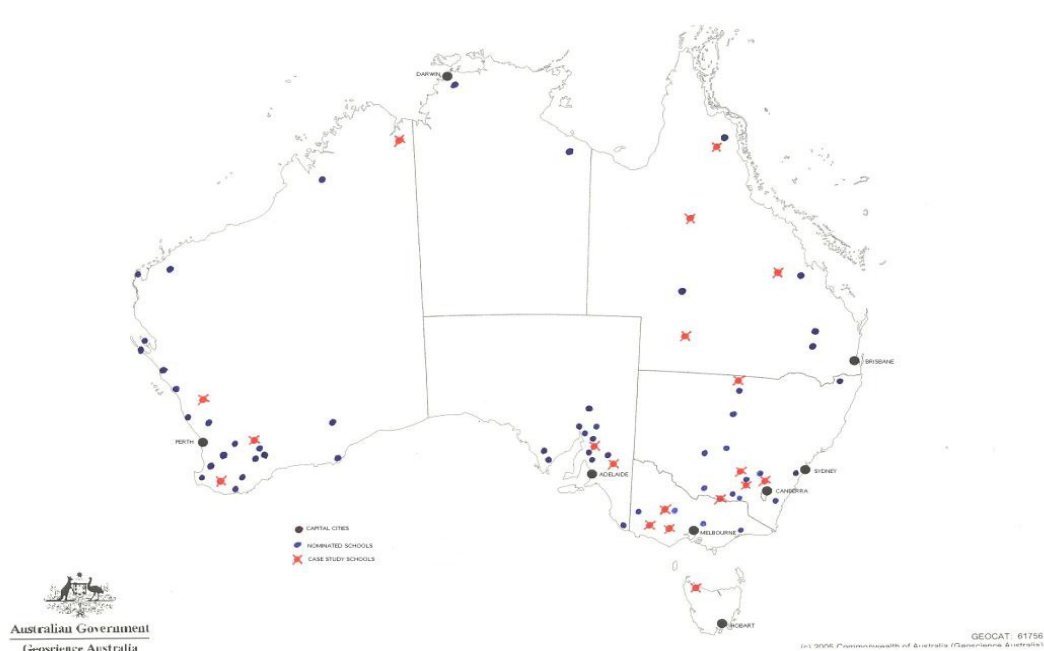 DARWIN
BRISBANE
PERTH
SYDNEY
ADELAIDE
CANBERRA
MELBOURNE
CAPITAL CITIES
NOMINATED SCHOOLS
CASE STUDY SCHOOLS
HOBART
Australian Government
Geoscience Australia
GEOCAT: 61756
(c) 2005 Commonwealth of Australia (Geoscience Australia)